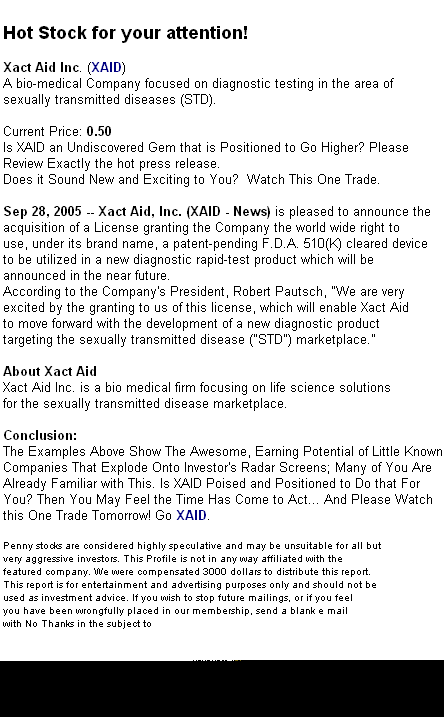 Hot Stock for your attention!
Xact Aid Inc. (XAID)
A bio-medical Company focused on diagnostic testing in the area of
sexually transmitted diseases (STD).
Current Price: 0.50
Is XAID an Undiscovered Gem that is Positioned to Go Higher? Please
Review Exactly the hot press release.
Does it Sound New and Exciting to You? Watch This One Trade.
Sep 28, 2005 -- Xact Aid, Inc. (XAID - News) is pleased to announce the
acquisition of a License granting the Company the world wide right to
use, under its brand name, a patent-pending F.D.A. 510(K) cleared device
to be utilized in a new diagnostic rapid-test product which will be
announced in the near future.
According to the Company's President, Robert Pautsch, "We are very
excited by the granting to us of this license, which will enable Xact Aid
to move forward with the development of a new diagnostic product
targeting the sexually transmitted disease ("STD") marketplace."
About Xact Aid
Xact Aid Inc. is a bio medical firm focusing on life science solutions
for the sexually transmitted disease marketplace.
Conclusion:
The Examples Above Show The Awesome, Earning Potential of Little Known
Companies That Explode Onto Investor's Radar Screens; Many of You Are
Already Familiar with This. Is XAID Poised and Positioned to Do that For
You? Then You May Feel the Time Has Come to Act... And Please Watch
this One Trade Tomorrow! Go XAID.
Penny stocks are considered highly speculative and may be unsuitable for all but
very aggressive investors. This Profile is not in any way affiliated with the
featured company. We were compensated 3000 dollars to distribute this report.
This report is for entertainment and advertising purposes only and should not be
used as investment advice. If you wish to stop future mailings, or if you feel
you have been wrongfully placed in our membership, send a blank e mail
with No Thanks in the subject to